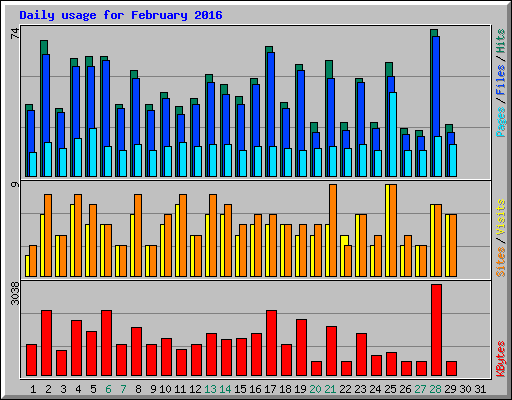 Daily usage for February 2016
74
Pages / Files / Hits
9
Sites / Visits
3038
KBytes
1 2 3 4 5 6 7 8 9 10 11 12 13 14 15 16 17 18 19 20 21 22 23 24 25 26 27 28 29 30 31